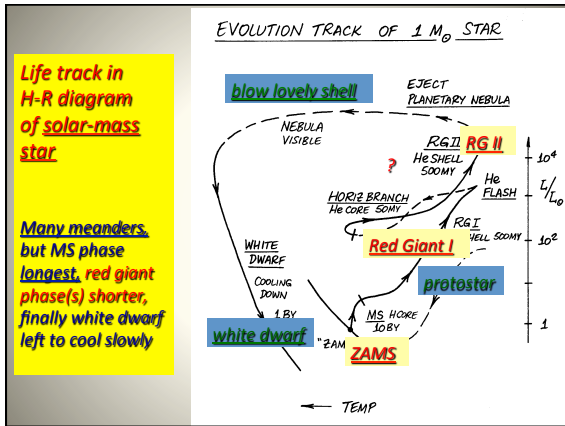 EVOLUTION TRACK OF 1 M⊙ STAR
Life track in
H-R diagram
of solar-mass
star
Many meanders,
but MS phase
longest, red giant
phase(s) shorter,
finally white dwarf
left to cool slowly
blow lovely shell
EJECT
PLANETARY NEBULA
NEBULA
VISIBLE
RG II
RG II
He SHELL
500MY
?
10⁴
He
FLASH
L/L⊙
HORIZ BRANCH
He CORE 50MY
RG I
SHELL 500MY
10²
Red Giant I
WHITE
DWARF
COOLING
DOWN
1 BY
protostar
MS H CORE
10BY
1
white dwarf
"ZAM
ZAMS
← TEMP